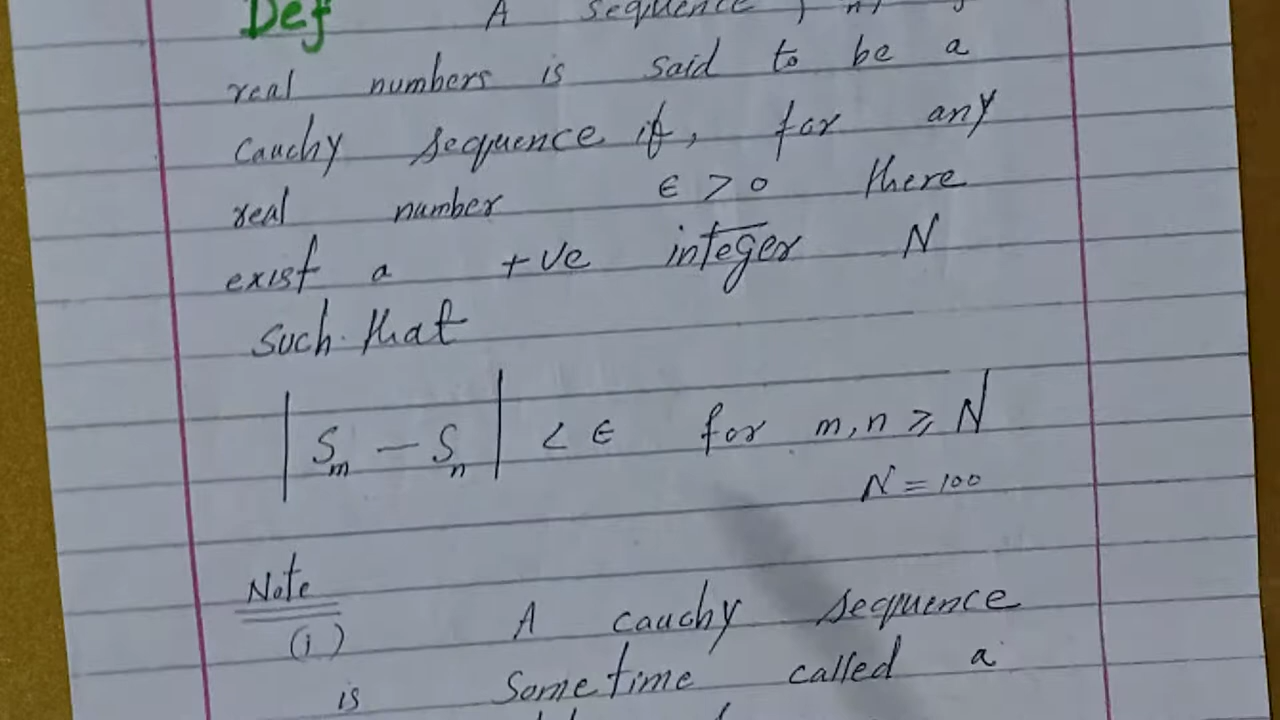 Def A sequence
real numbers is said to be a
Cauchy sequence if, for any
real number ϵ > 0 there
exist a +ve integer N
such that
| Sm - Sn | < ϵ for m, n ⩾ N
N = 100
Note
(i) A cauchy sequence
is Sometime called a